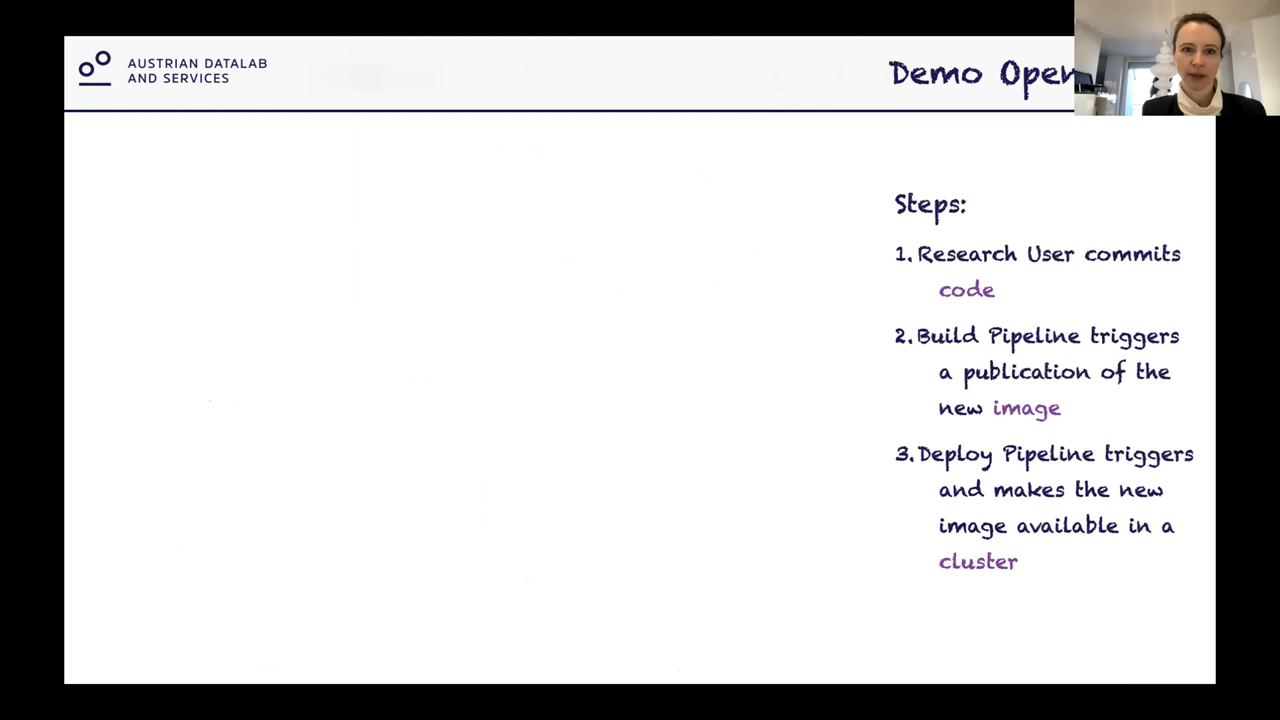 AUSTRIAN DATALAB
AND SERVICES
Demo Open
Steps:
1. Research User commits
code
2. Build Pipeline triggers
a publication of the
new image
3. Deploy Pipeline triggers
and makes the new
image available in a
cluster